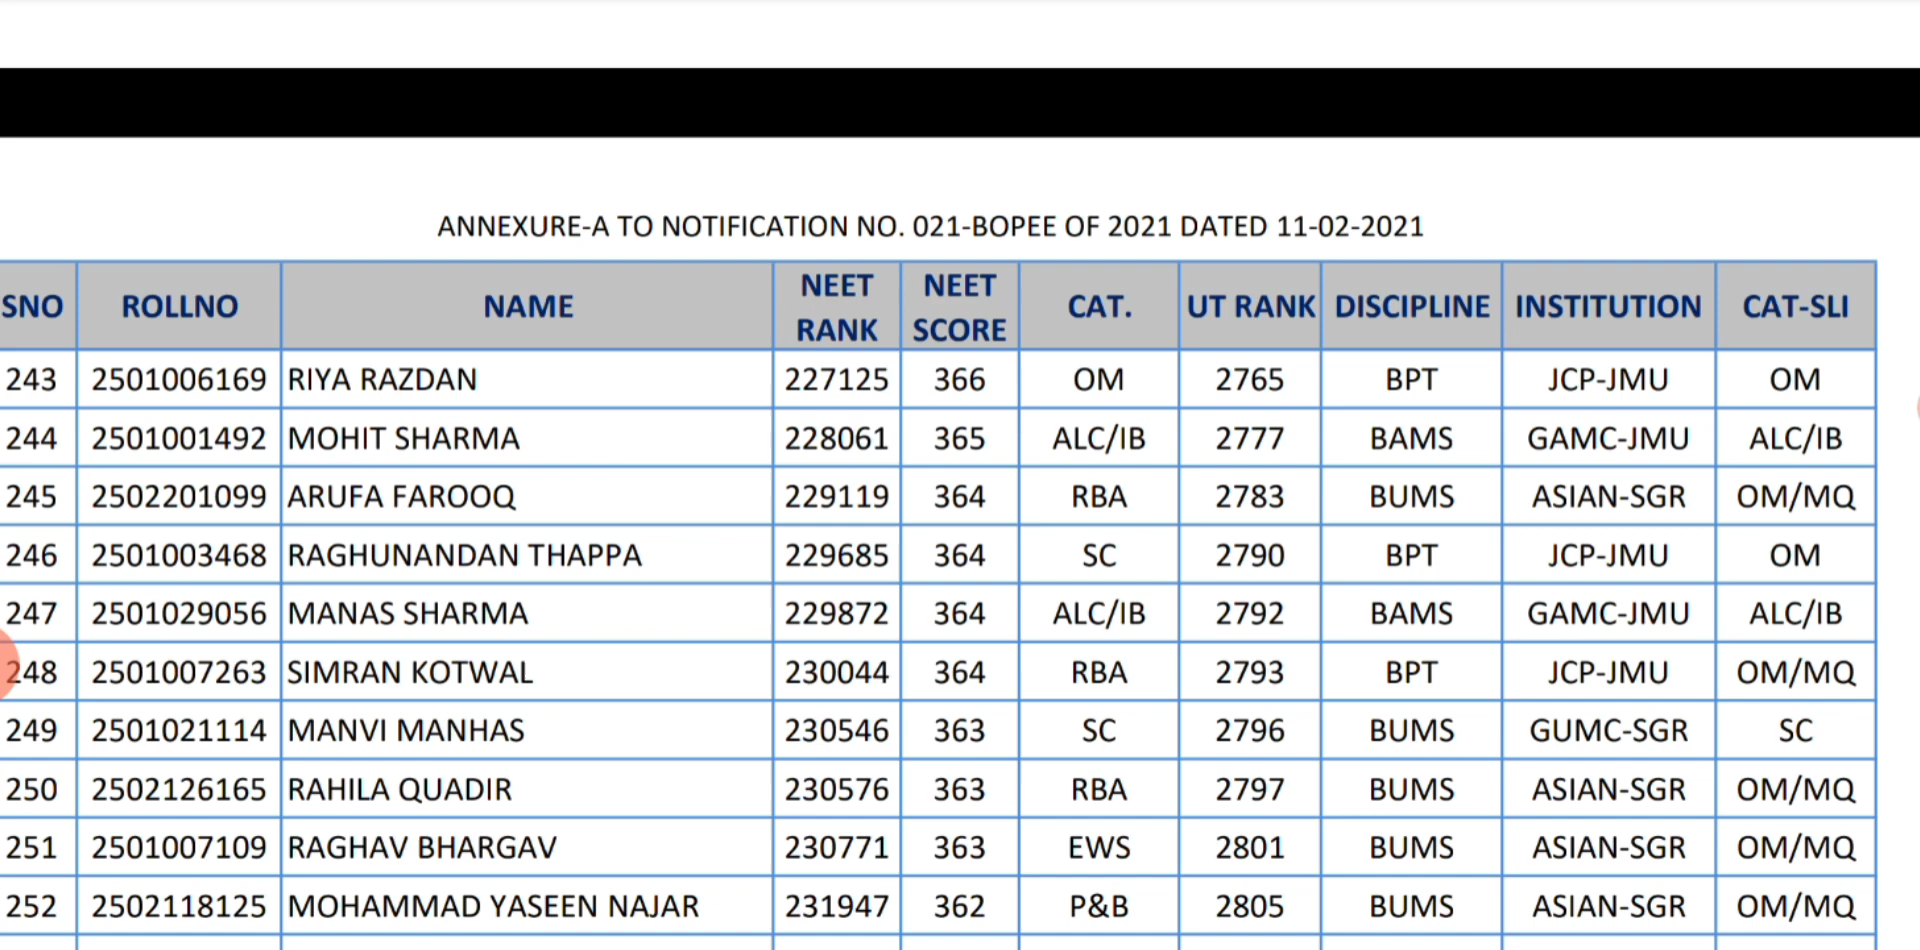 ANNEXURE-A TO NOTIFICATION NO. 021-BOPEE OF 2021 DATED 11-02-2021
SNO ROLLNO NAME NEET RANK NEET SCORE CAT. UT RANK DISCIPLINE INSTITUTION CAT-SLI
243 2501006169 RIYA RAZDAN 227125 366 OM 2765 BPT JCP-JMU OM
244 2501001492 MOHIT SHARMA 228061 365 ALC/IB 2777 BAMS GAMC-JMU ALC/IB
245 2502201099 ARUFA FAROOQ 229119 364 RBA 2783 BUMS ASIAN-SGR OM/MQ
246 2501003468 RAGHUNANDAN THAPPA 229685 364 SC 2790 BPT JCP-JMU OM
247 2501029056 MANAS SHARMA 229872 364 ALC/IB 2792 BAMS GAMC-JMU ALC/IB
248 2501007263 SIMRAN KOTWAL 230044 364 RBA 2793 BPT JCP-JMU OM/MQ
249 2501021114 MANVI MANHAS 230546 363 SC 2796 BUMS GUMC-SGR SC
250 2502126165 RAHILA QUADIR 230576 363 RBA 2797 BUMS ASIAN-SGR OM/MQ
251 2501007109 RAGHAV BHARGAV 230771 363 EWS 2801 BUMS ASIAN-SGR OM/MQ
252 2502118125 MOHAMMAD YASEEN NAJAR 231947 362 P&B 2805 BUMS ASIAN-SGR OM/MQ